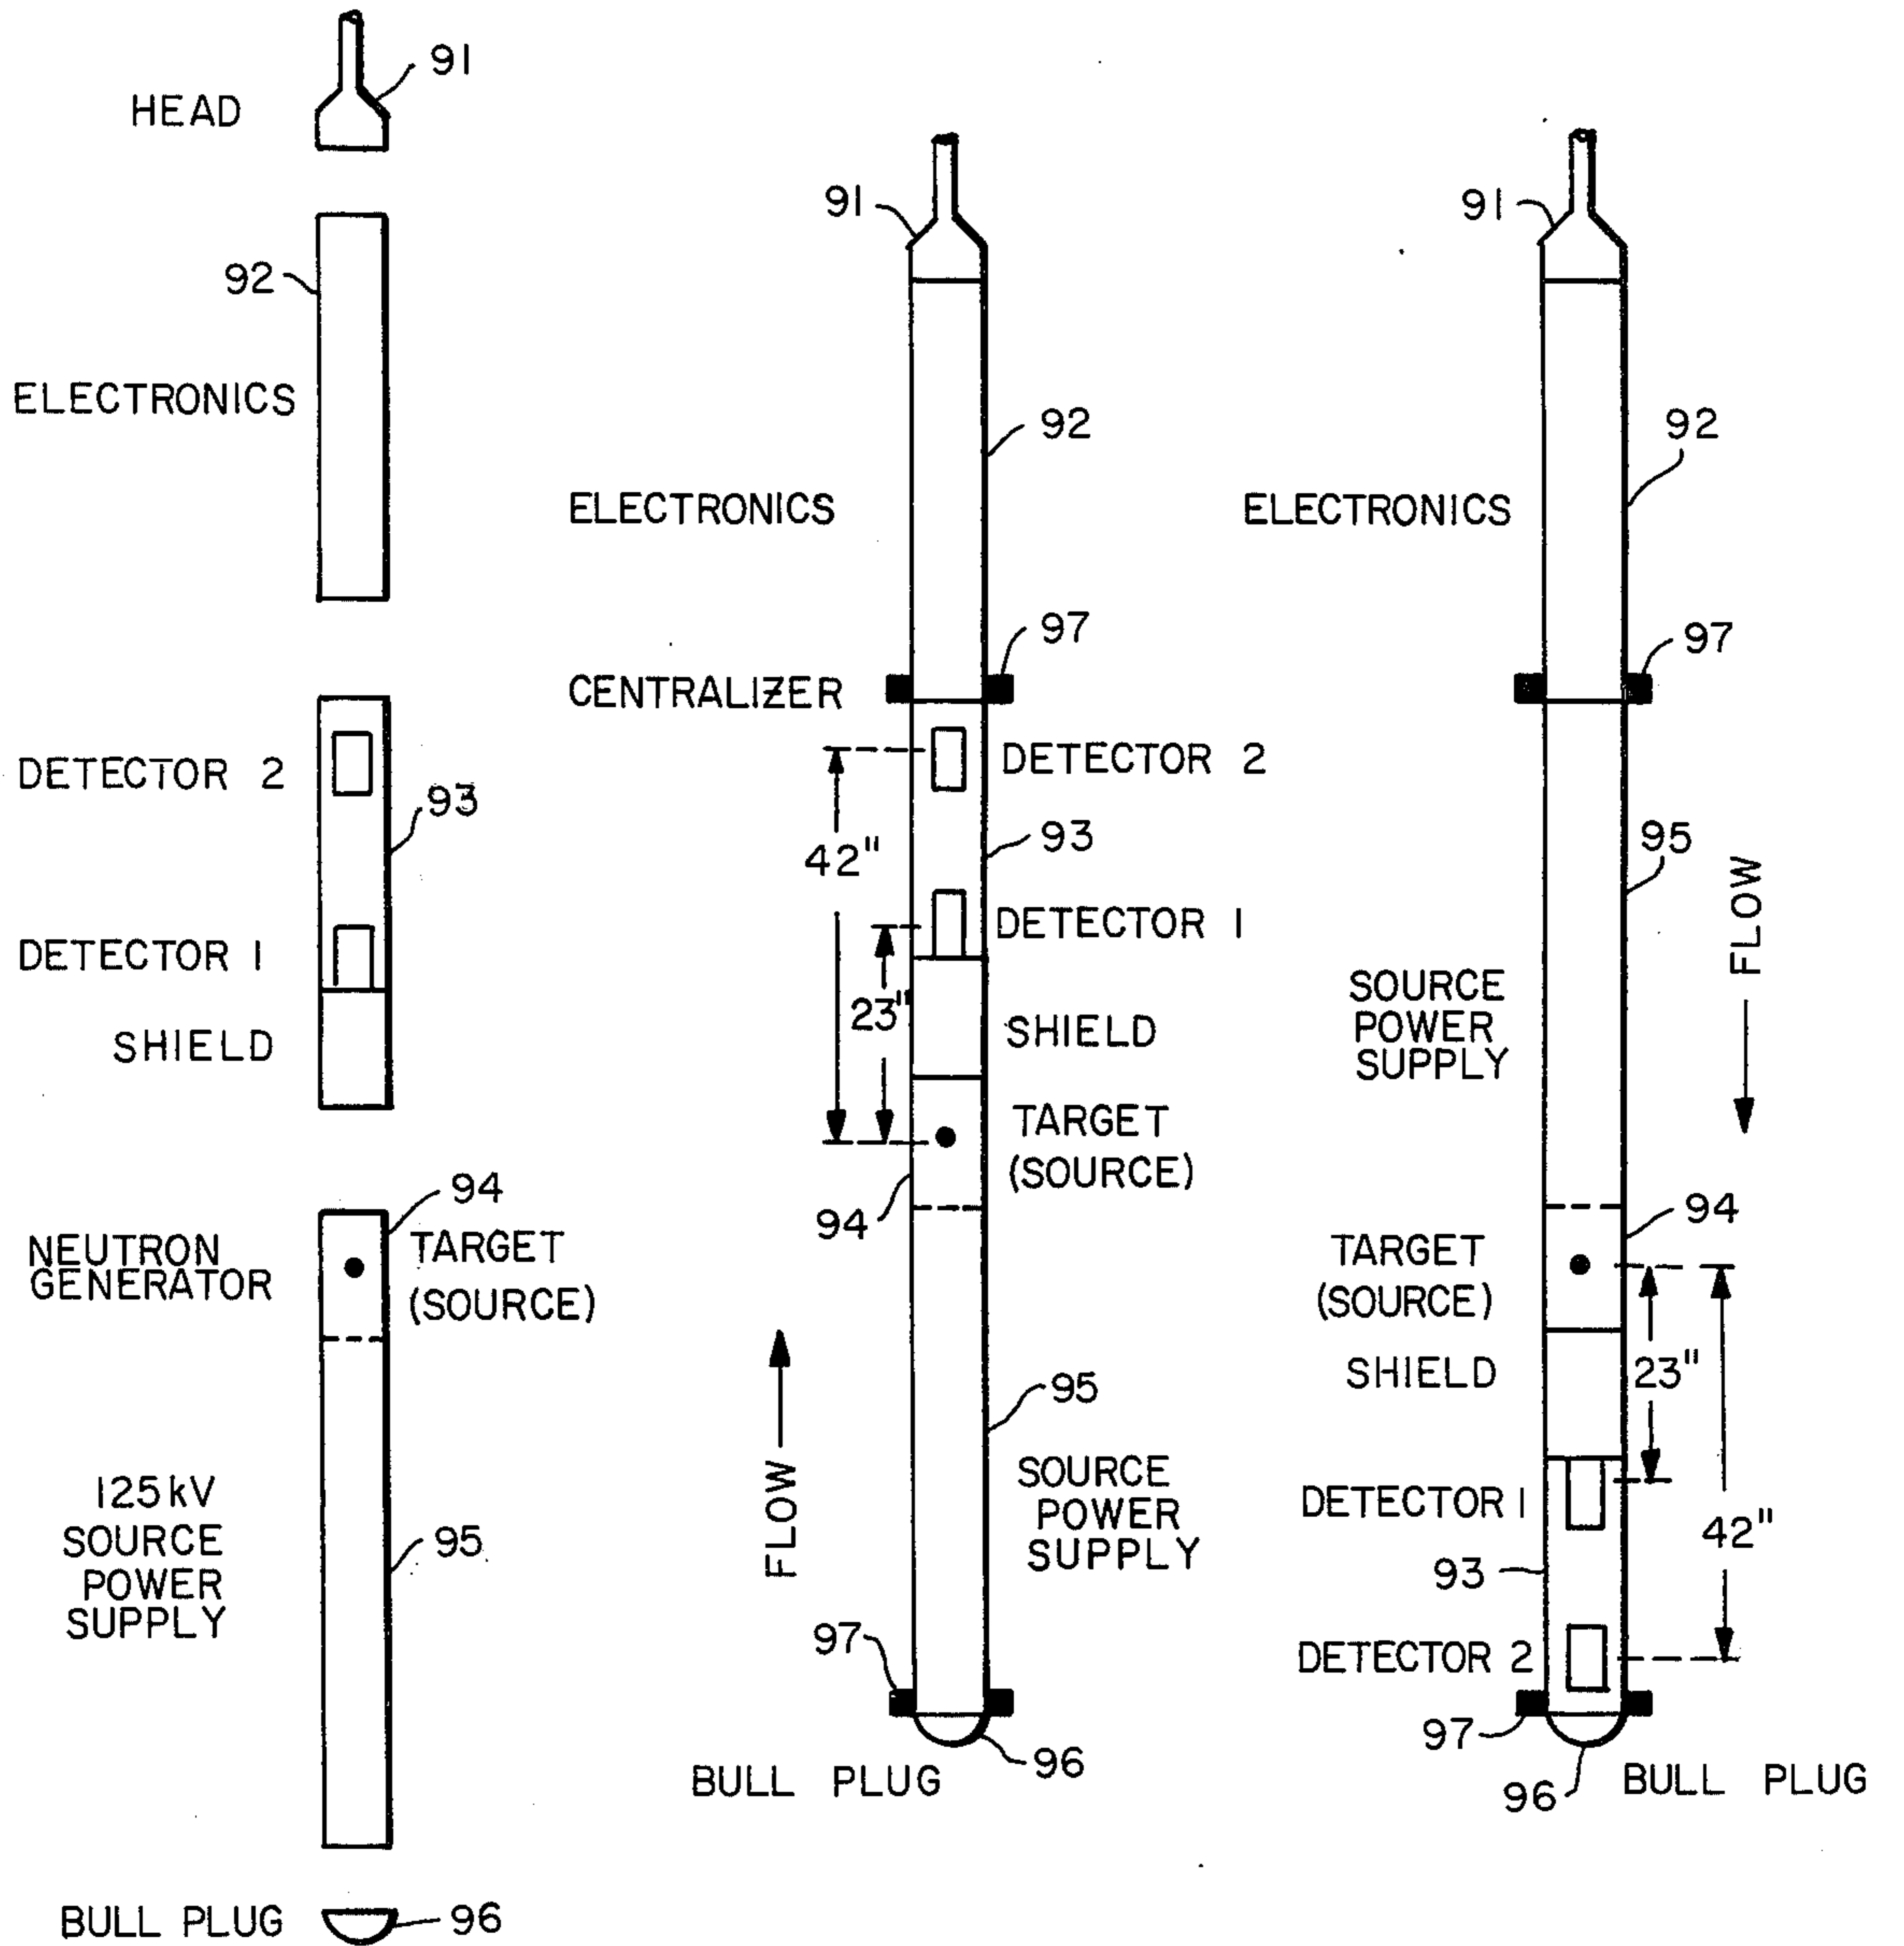 HEAD
91
92
ELECTRONICS
DETECTOR 2
93
DETECTOR 1
SHIELD
94
NEUTRON
GENERATOR
TARGET
(SOURCE)
125kV
SOURCE
POWER
SUPPLY
95
BULL PLUG
96
91
92
ELECTRONICS
97
CENTRALIZER
DETECTOR 2
42"
93
DETECTOR 1
23"
SHIELD
TARGET
(SOURCE)
94
95
FLOW
SOURCE
POWER
SUPPLY
97
96
BULL PLUG
91
92
ELECTRONICS
97
95
FLOW
SOURCE
POWER
SUPPLY
94
TARGET
(SOURCE)
SHIELD
23"
DETECTOR 1
42"
93
DETECTOR 2
97
96
BULL PLUG